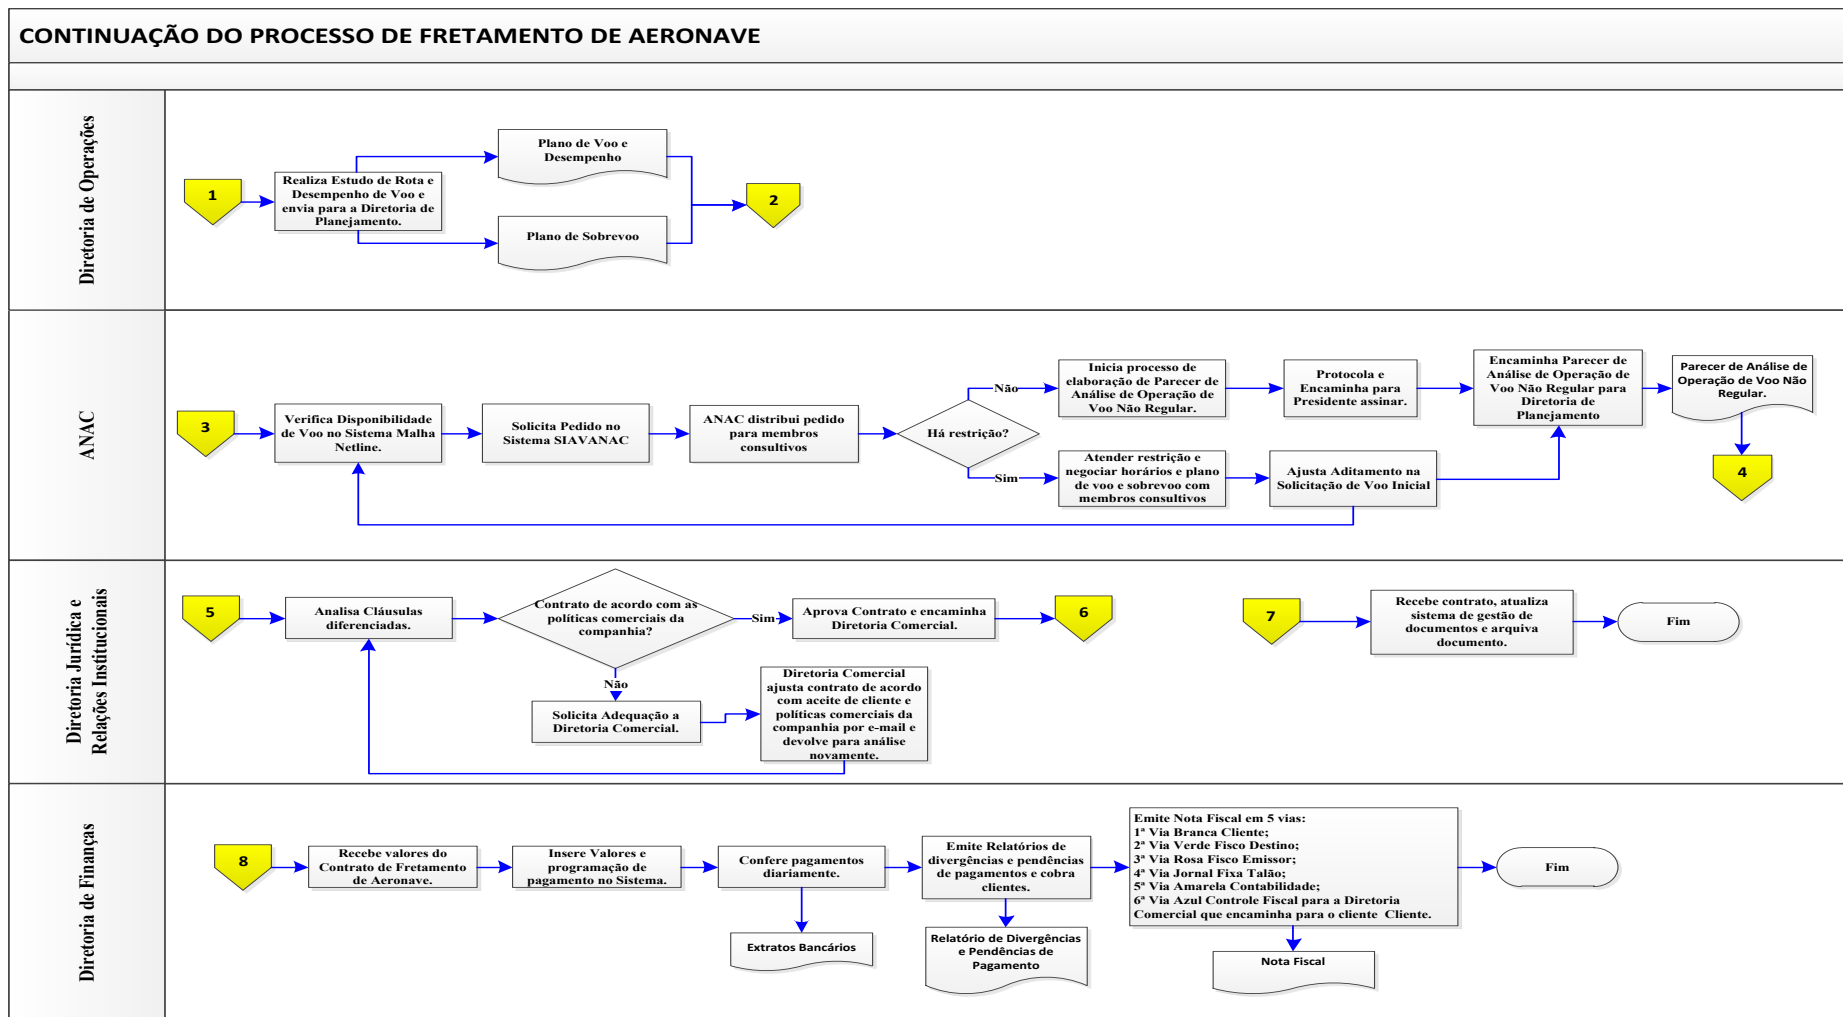 CONTINUAÇÃO DO PROCESSO DE FRETAMENTO DE AERONAVE
Diretoria de Operações
1
Realiza Estudo de Rota e
Desempenho de Voo e
envia para a Diretoria de
Planejamento.
Plano de Voo e
Desempenho
Plano de Sobrevoo
2
ANAC
3
Verifica Disponibilidade
de Voo no Sistema Malha
Netline.
Solicita Pedido no
Sistema SIAVANAC
ANAC distribui pedido
para membros
consultivos
Há restrição?
Não
Inicia processo de
elaboração de Parecer de
Análise de Operação de
Voo Não Regular.
Protocola e
Encaminha para
Presidente assinar.
Encaminha Parecer de
Análise de Operação de
Voo Não Regular para
Diretoria de
Planejamento
Parecer de Análise de
Operação de Voo Não
Regular.
Sim
Atender restrição e
negociar horários e plano
de voo e sobrevoo com
membros consultivos
Ajusta Aditamento na
Solicitação de Voo Inicial
4
Diretoria Jurídica e
Relações Institucionais
5
Analisa Cláusulas
diferenciadas.
Contrato de acordo com as
políticas comerciais da
companhia?
Sim
Aprova Contrato e encaminha
Diretoria Comercial.
6
Não
Solicita Adequação a
Diretoria Comercial.
Diretoria Comercial
ajusta contrato de acordo
com aceite de cliente e
políticas comerciais da
companhia por e-mail e
devolve para análise
novamente.
7
Recebe contrato, atualiza
sistema de gestão de
documentos e arquiva
documento.
Fim
Diretoria de Finanças
8
Recebe valores do
Contrato de Fretamento
de Aeronave.
Insere Valores e
programação de
pagamento no Sistema.
Confere pagamentos
diariamente.
Extratos Bancários
Emite Relatórios de
divergências e pendências
de pagamentos e cobra
clientes.
Relatório de Divergências
e Pendências de
Pagamento
Emite Nota Fiscal em 5 vias:
1ª Via Branca Cliente;
2ª Via Verde Fisco Destino;
3ª Via Rosa Fisco Emissor;
4ª Via Jornal Fixa Talão;
5ª Via Amarela Contabilidade;
6ª Via Azul Controle Fiscal para a Diretoria
Comercial que encaminha para o cliente Cliente.
Nota Fiscal
Fim